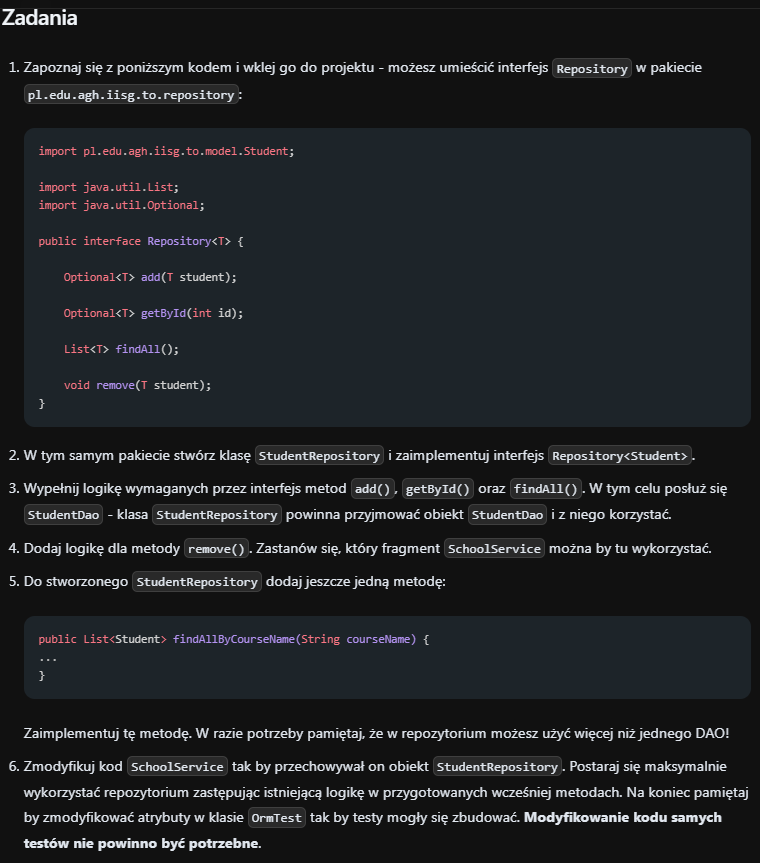 Zadania
1. Zapoznaj się z poniższym kodem i wklej go do projektu - możesz umieścić interfejs Repository w pakiecie
pl.edu.agh.iisg.to.repository:
import pl.edu.agh.iisg.to.model.Student;
import java.util.List;
import java.util.Optional;
public interface Repository<T> {
Optional<T> add(T student);
Optional<T> getById(int id);
List<T> findAll();
void remove(T student);
}
2. W tym samym pakiecie stwórz klasę StudentRepository i zaimplementuj interfejs Repository<Student>.
3. Wypełnij logikę wymaganych przez interfejs metod add(), getById() oraz findAll(). W tym celu posłuż się
StudentDao - klasa StudentRepository powinna przyjmować obiekt StudentDao i z niego korzystać.
4. Dodaj logikę dla metody remove(). Zastanów się, który fragment SchoolService można by tu wykorzystać.
5. Do stworzonego StudentRepository dodaj jeszcze jedną metodę:
public List<Student> findAllByCourseName(String courseName) {
...
}
Zaimplementuj tę metodę. W razie potrzeby pamiętaj, że w repozytorium możesz użyć więcej niż jednego DAO!
6. Zmodyfikuj kod SchoolService tak by przechowywał on obiekt StudentRepository. Postaraj się maksymalnie
wykorzystać repozytorium zastępując istniejącą logikę w przygotowanych wcześniej metodach. Na koniec pamiętaj
by zmodyfikować atrybuty w klasie OrmTest tak by testy mogły się zbudować. Modyfikowanie kodu samych
testów nie powinno być potrzebne.